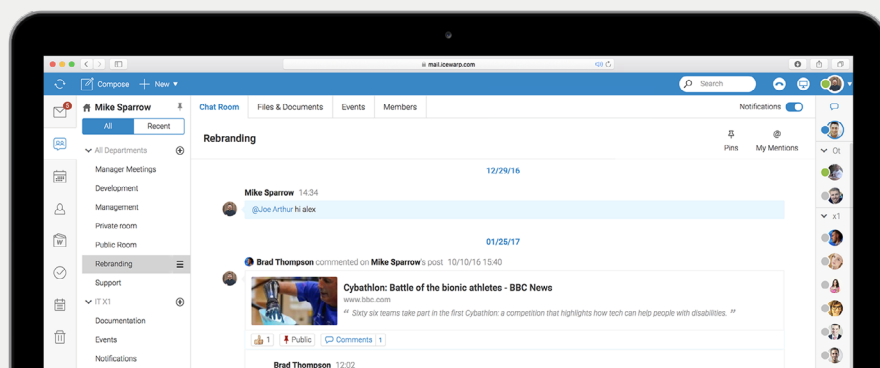 mail.icewarp.com
Compose
New
Search
5
Mike Sparrow
All
Recent
All Departments
Manager Meetings
Development
Management
Private room
Public Room
Rebranding
Support
IT X1
Documentation
Events
Notifications
Chat Room
Files & Documents
Events
Members
Notifications
Rebranding
Pins
@
My Mentions
12/29/16
Mike Sparrow 14:34
@Joe Arthur hi alex
01/25/17
Brad Thompson commented on Mike Sparrow's post 10/10/16 15:40
Cybathlon: Battle of the bionic athletes - BBC News
www.bbc.com
“ Sixty six teams take part in the first Cybathlon: a competition that highlights how tech can help people with disabilities. ”
1
Public
Comments 1
Brad Thompson 12:02
Ot
x1
W